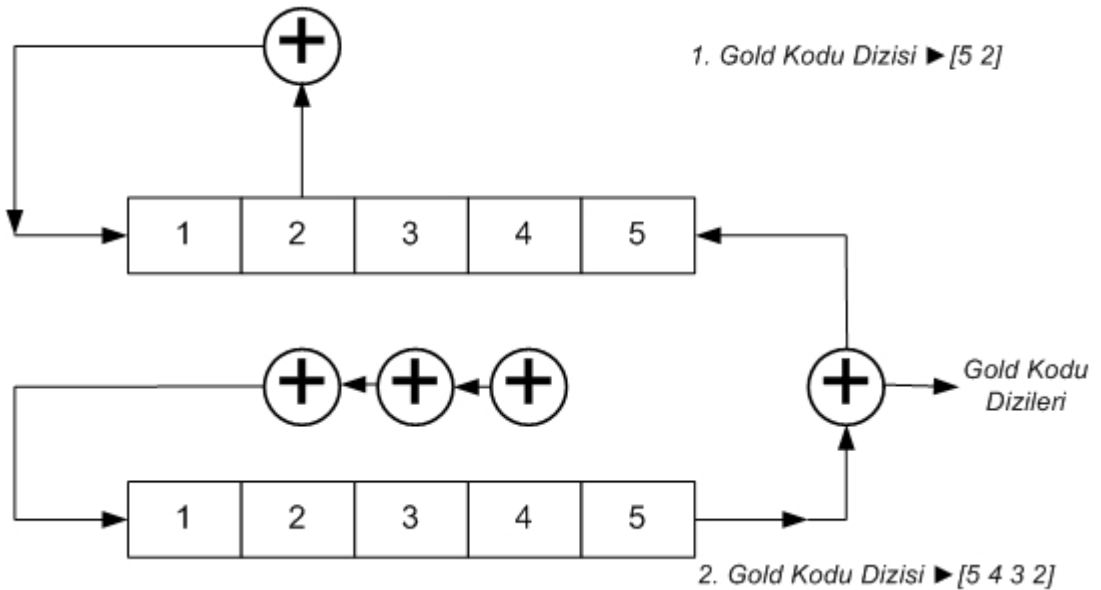 1. Gold Kodu Dizisi ►[5 2]
1 2 3 4 5
Gold Kodu
Dizileri
1 2 3 4 5
2. Gold Kodu Dizisi ►[5 4 3 2]